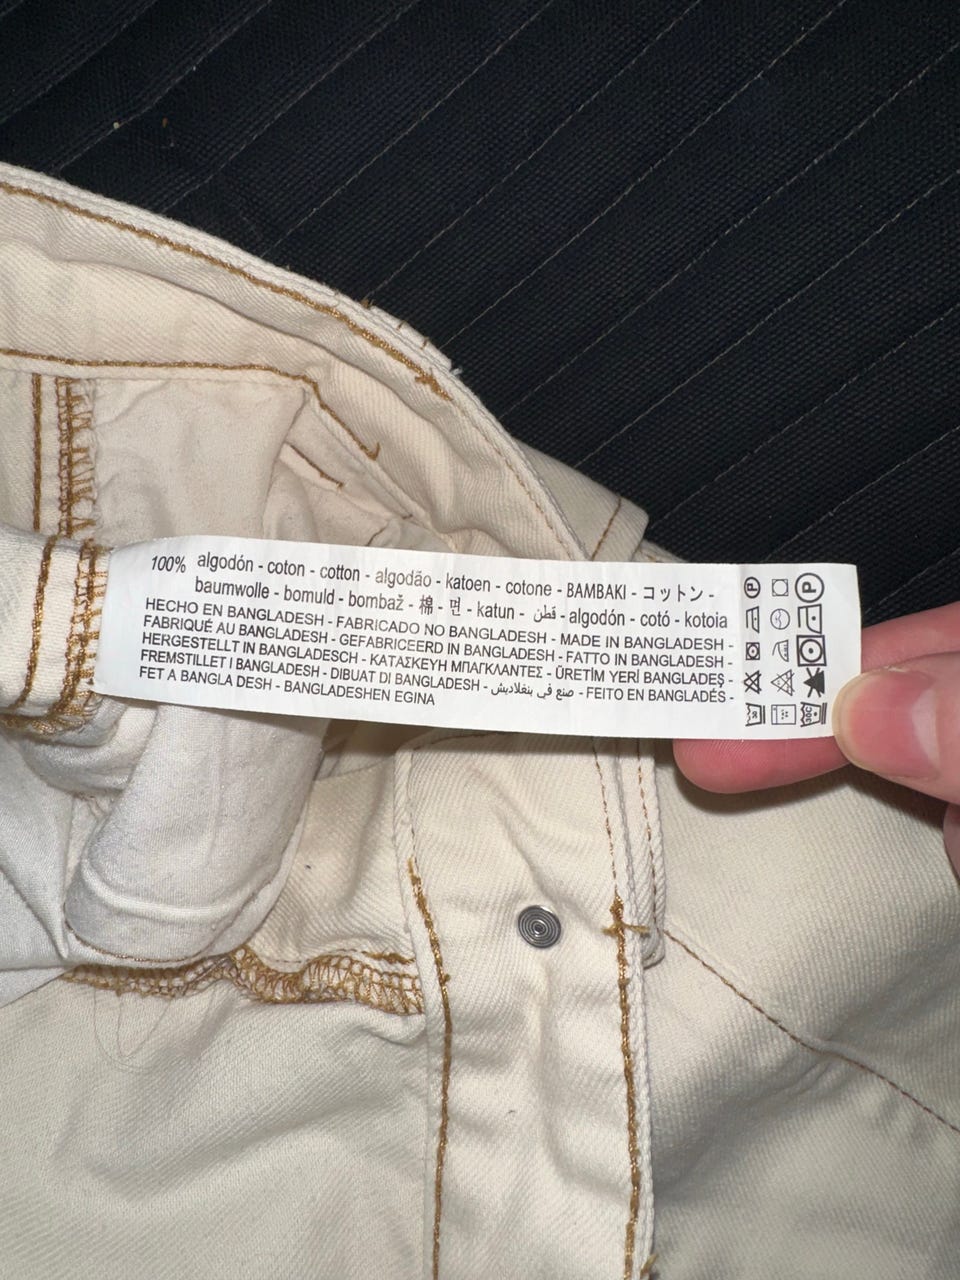 100% algodón - coton - cotton - algodão - katoen - cotone - BAMBAKI - コットン -
baumwolle - bomuld - bombaž - 棉 - 면 - katun - قطن - algodón - cotó - kotoia
HECHO EN BANGLADESH - FABRICADO NO BANGLADESH - MADE IN BANGLADESH -
FABRIQUÉ AU BANGLADESH - GEFABRICEERD IN BANGLADESH - FATTO IN BANGLADESH -
HERGESTELLT IN BANGLADESCH - ΚΑΤΑΣΚΕΥΗ ΜΠΑΓΚΛΑΝΤΕΣ - ÜRETİM YERİ BANGLADEŞ -
FREMSTILLET I BANGLADESH - DIBUAT DI BANGLADESH - صنع في بنغلاديش - FEITO EN BANGLADÉS -
FET A BANGLA DESH - BANGLADESHEN EGINA